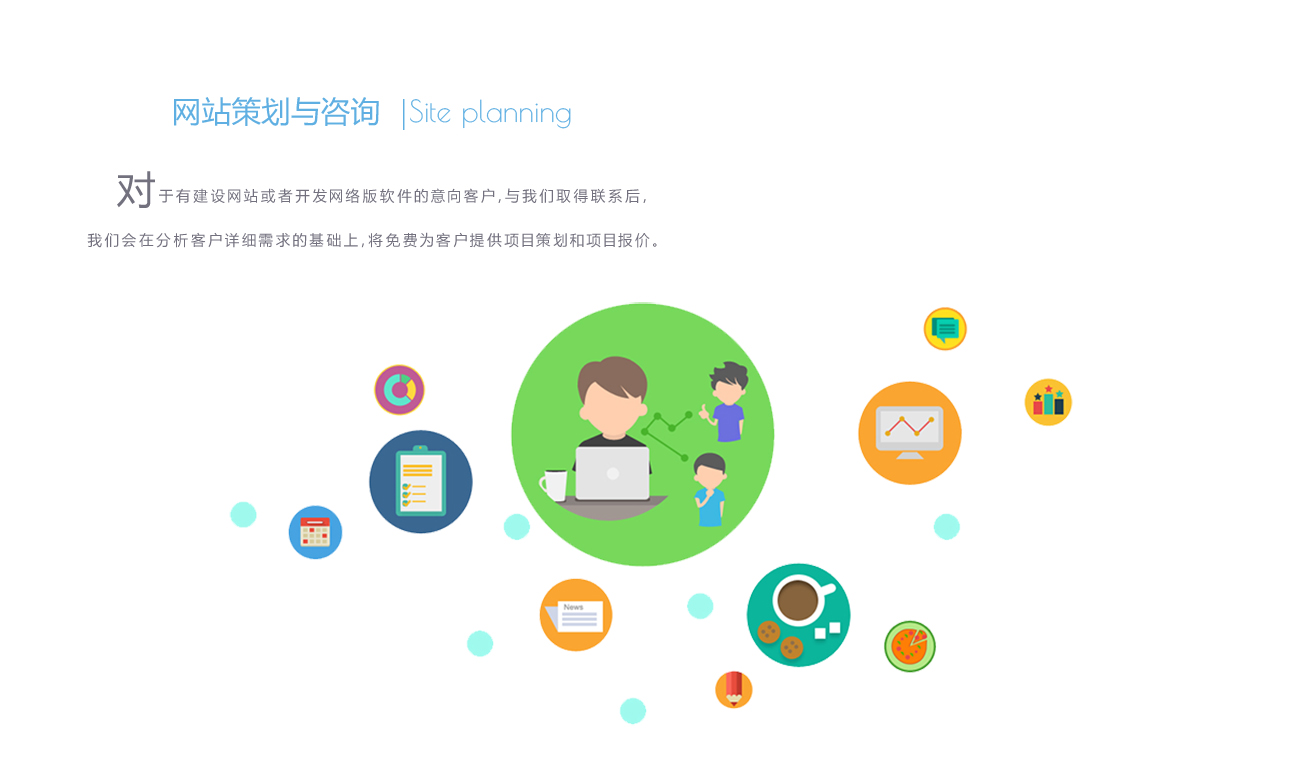 网站策划与咨询 |Site planning
对于有建设网站或者开发网络版软件的意向客户,与我们取得联系后,
我们会在分析客户详细需求的基础上,将免费为客户提供项目策划和项目报价。
News